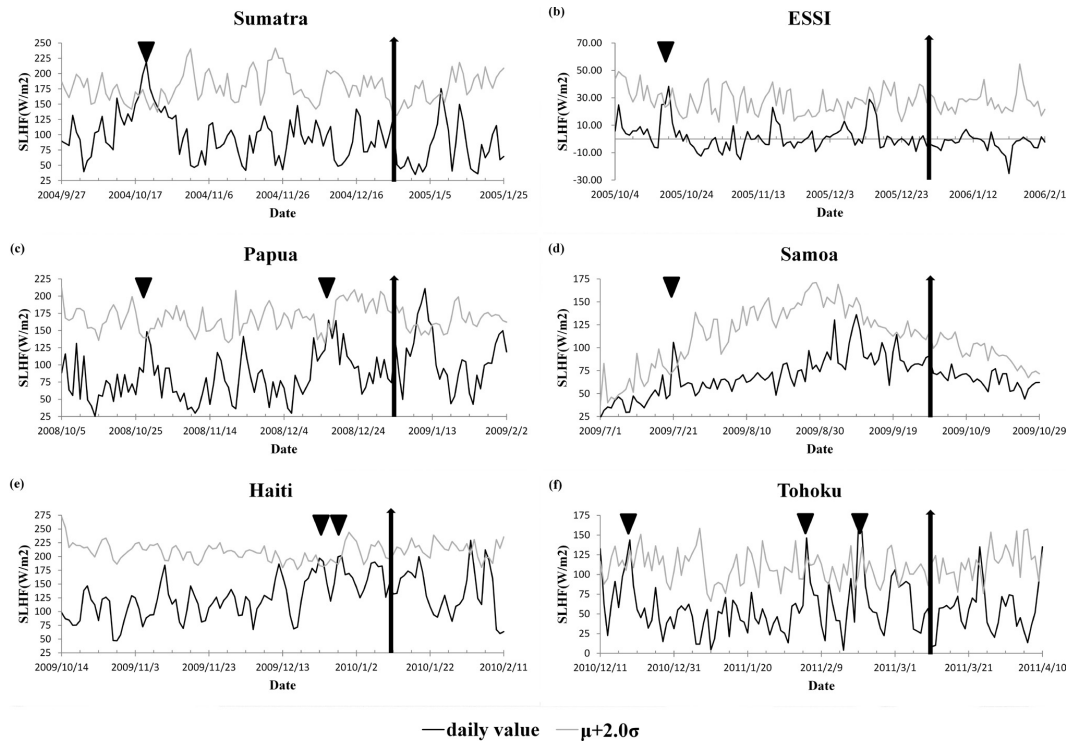 Sumatra
SLHF(W/m2)
250
225
200
175
150
125
100
75
50
25
2004/9/27 2004/10/17 2004/11/6 2004/11/26 2004/12/16 2005/1/5 2005/1/25
Date
(b) ESSI
SLHF(W/m2)
70.00
50.00
30.00
10.00
-10.00
-30.00
2005/10/4 2005/10/24 2005/11/13 2005/12/3 2005/12/23 2006/1/12 2006/2/1
Date
(c) Papua
SLHF(W/m2)
225
200
175
150
125
100
75
50
25
2008/10/5 2008/10/25 2008/11/14 2008/12/4 2008/12/24 2009/1/13 2009/2/2
Date
(d) Samoa
SLHF(W/m2)
175
150
125
100
75
50
25
2009/7/1 2009/7/21 2009/8/10 2009/8/30 2009/9/19 2009/10/9 2009/10/29
Date
(e) Haiti
SLHF(W/m2)
275
250
225
200
175
150
125
100
75
50
25
2009/10/14 2009/11/3 2009/11/23 2009/12/13 2010/1/2 2010/1/22 2010/2/11
Date
(f) Tohoku
SLHF(W/m2)
175
150
125
100
75
50
25
0
2010/12/11 2010/12/31 2011/1/20 2011/2/9 2011/3/1 2011/3/21 2011/4/10
Date
daily value μ+2.0σ